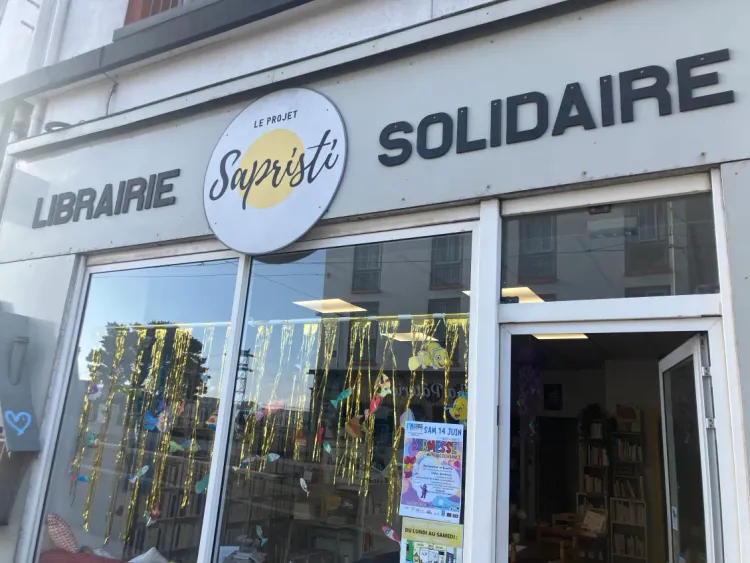 LIBRAIRIE
LE PROJET
Sapristi
SOLIDAIRE
SAM 14 JUIN
DU LUNDI AU SAMEDI :